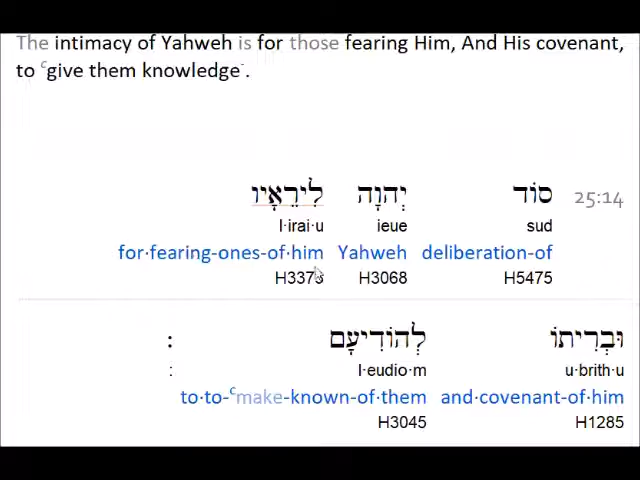 The intimacy of Yahweh is for those fearing Him, And His covenant,
to ᶜgive them knowledge⁻.
25:14 סוֹד יְהוָה לִירֵאָיו
l·irai·u ieue sud
for·fearing-ones-of·him Yahweh deliberation-of
H3373 H3068 H5475
וּבְרִיתוֹ לְהוֹדִיעָם :
: l·eudio·m u·brith·u
to·to-ᶜmake-known-of·them and·covenant-of·him
H3045 H1285